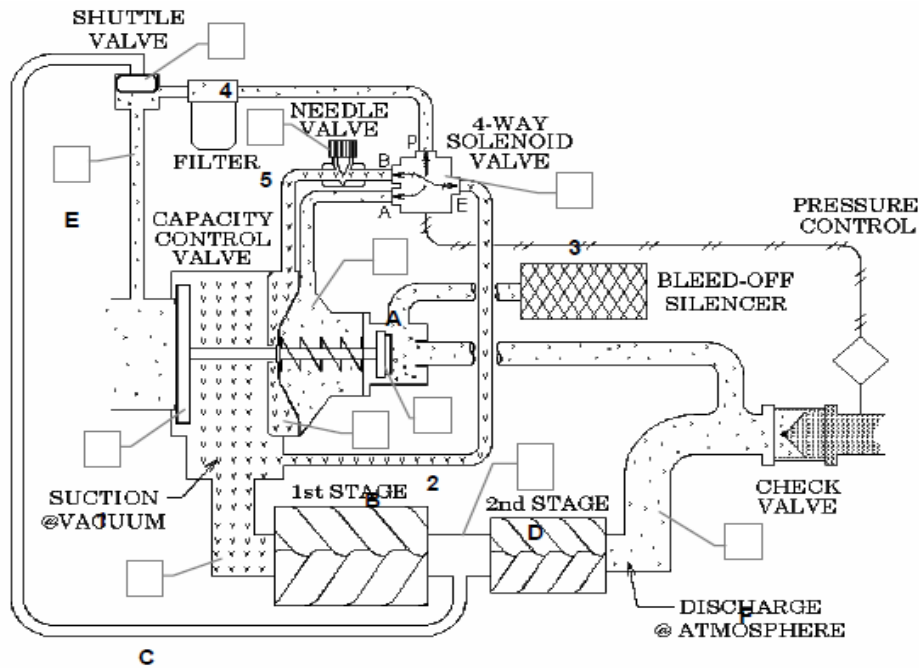 SHUTTLE
VALVE
4
NEEDLE
VALVE
4-WAY
SOLENOID
VALVE
FILTER
P
B
A
E
5
E
CAPACITY
CONTROL
VALVE
PRESSURE
CONTROL
3
BLEED-OFF
SILENCER
A
SUCTION
@VACUUM
1
2
1st STAGE
B
2nd STAGE
D
CHECK
VALVE
DISCHARGE
@ ATMOSPHERE
F
C